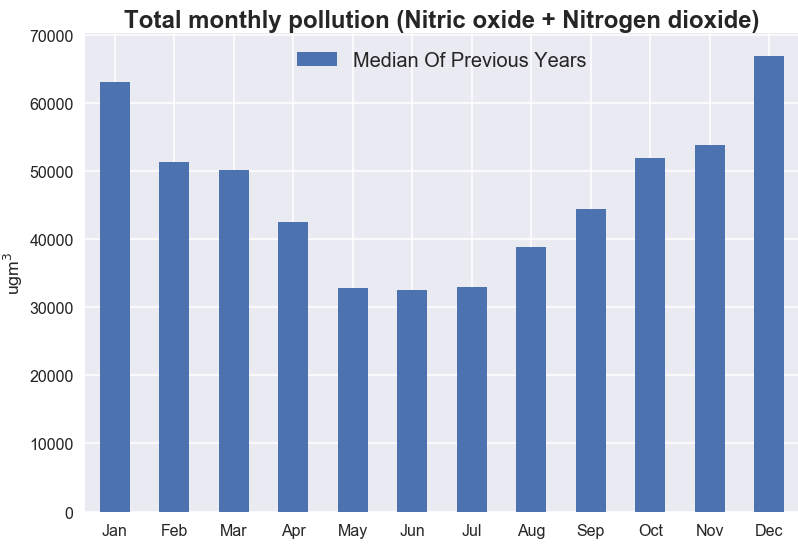 Total monthly pollution (Nitric oxide + Nitrogen dioxide)
Median Of Previous Years
70000
60000
50000
40000
30000
20000
10000
0
ugm³
Jan Feb Mar Apr May Jun Jul Aug Sep Oct Nov Dec